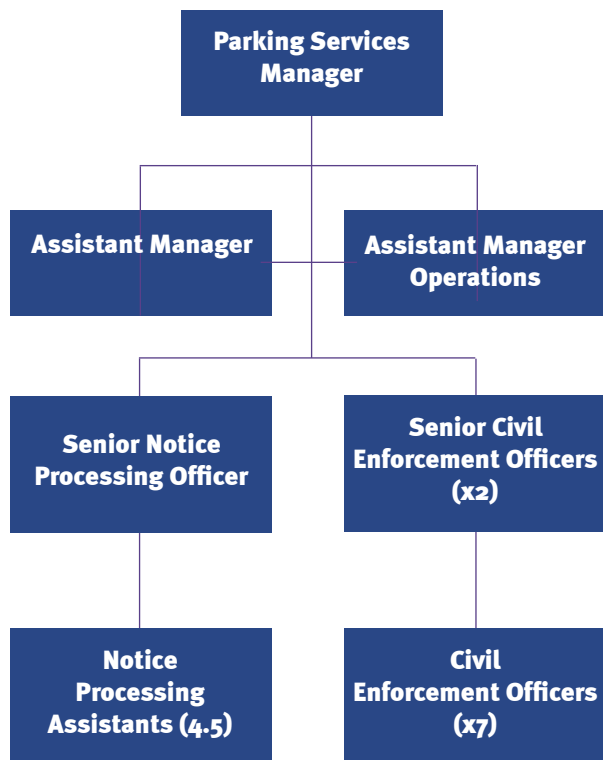 Parking Services
Manager
Assistant Manager
Assistant Manager
Operations
Senior Notice
Processing Officer
Senior Civil
Enforcement Officers
(x2)
Notice
Processing
Assistants (4.5)
Civil
Enforcement Officers
(x7)